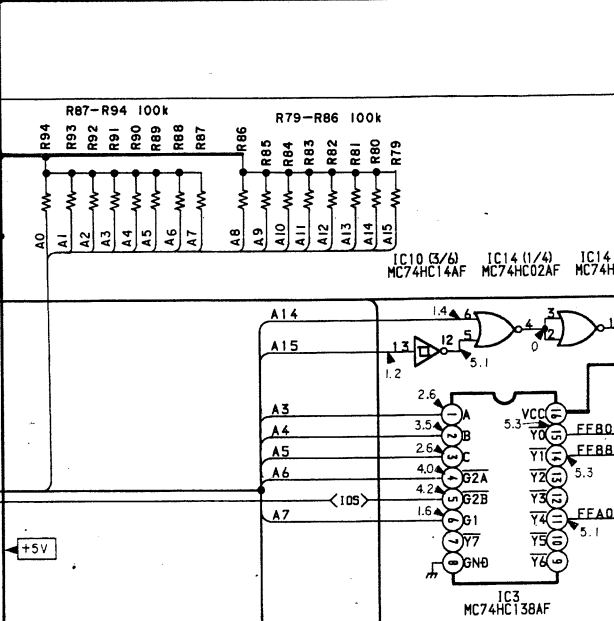 R87-R94 100k
R79-R86 100k
R94 R93 R92 R91 R90 R89 R88 R87 R86 R85 R84 R83 R82 R81 R80 R79
A0 A1 A2 A3 A4 A5 A6 A7 A8 A9 A10 A11 A12 A13 A14 A15
IC10 (3/6) IC14 (1/4) IC14
MC74HC14AF MC74HC02AF MC74H
A14 1.4 6 4 3 1
A15 13 12 5 0 2
1.2 5.1
A3 2.6 1 A VCC 16
A4 3.5 2 B 5.3 Y0 15 FF80
A5 2.6 3 C Y1 14 FF88
A6 4.0 4 G2A Y2 13 5.3
IOS 4.2 5 G2B Y3 12
A7 1.6 6 G1 Y4 11 FFA0
7 Y7 Y5 10 5.1
+5V
8 GND Y6 9
IC3
MC74HC138AF